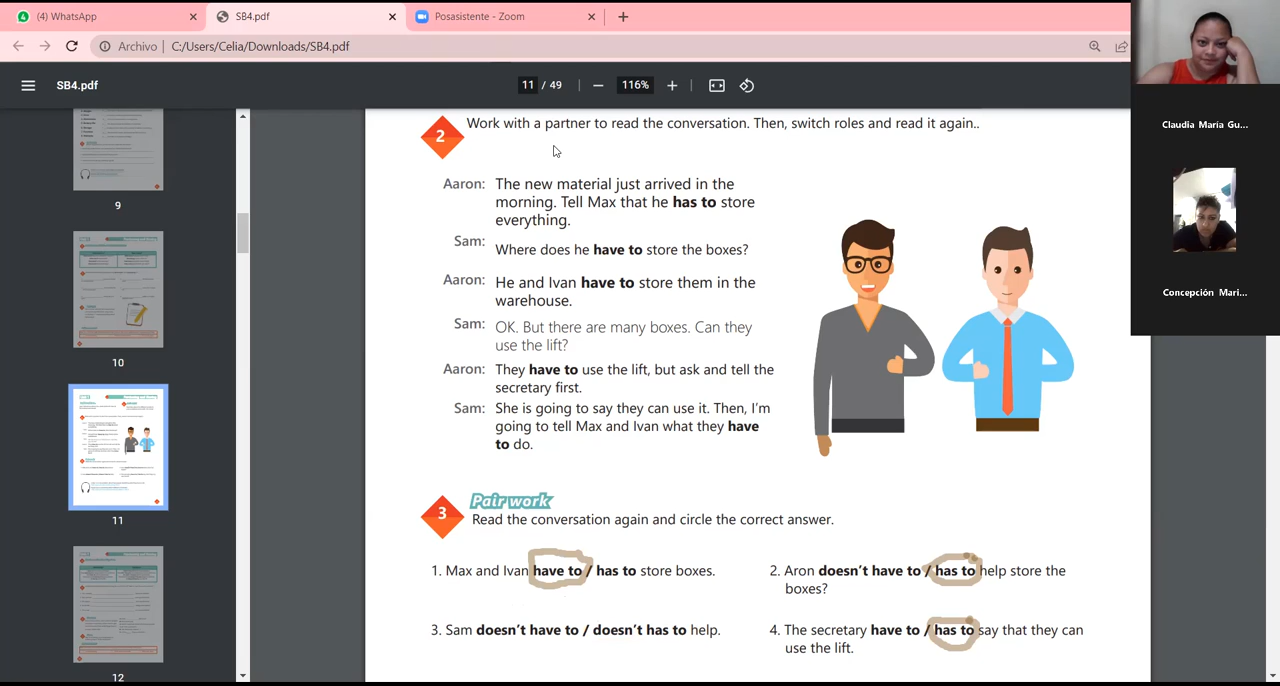 (4) WhatsApp
SB4.pdf
Posasistente - Zoom
Archivo
C:/Users/Celia/Downloads/SB4.pdf
SB4.pdf
11 / 49
116%
9
10
11
12
2
Work with a partner to read the conversation. Then, switch roles and read it again..
Aaron: The new material just arrived in the
morning. Tell Max that he has to store
everything.
Sam: Where does he have to store the boxes?
Aaron: He and Ivan have to store them in the
warehouse.
Sam: OK. But there are many boxes. Can they
use the lift?
Aaron: They have to use the lift, but ask and tell the
secretary first.
Sam: She is going to say they can use it. Then, I'm
going to tell Max and Ivan what they have
to do.
Pair work
3
Read the conversation again and circle the correct answer.
1. Max and Ivan have to / has to store boxes.
2. Aron doesn't have to / has to help store the
boxes?
3. Sam doesn't have to / doesn't has to help.
4. The secretary have to / has to say that they can
use the lift.
Claudia María Gu...
Concepción Mari...